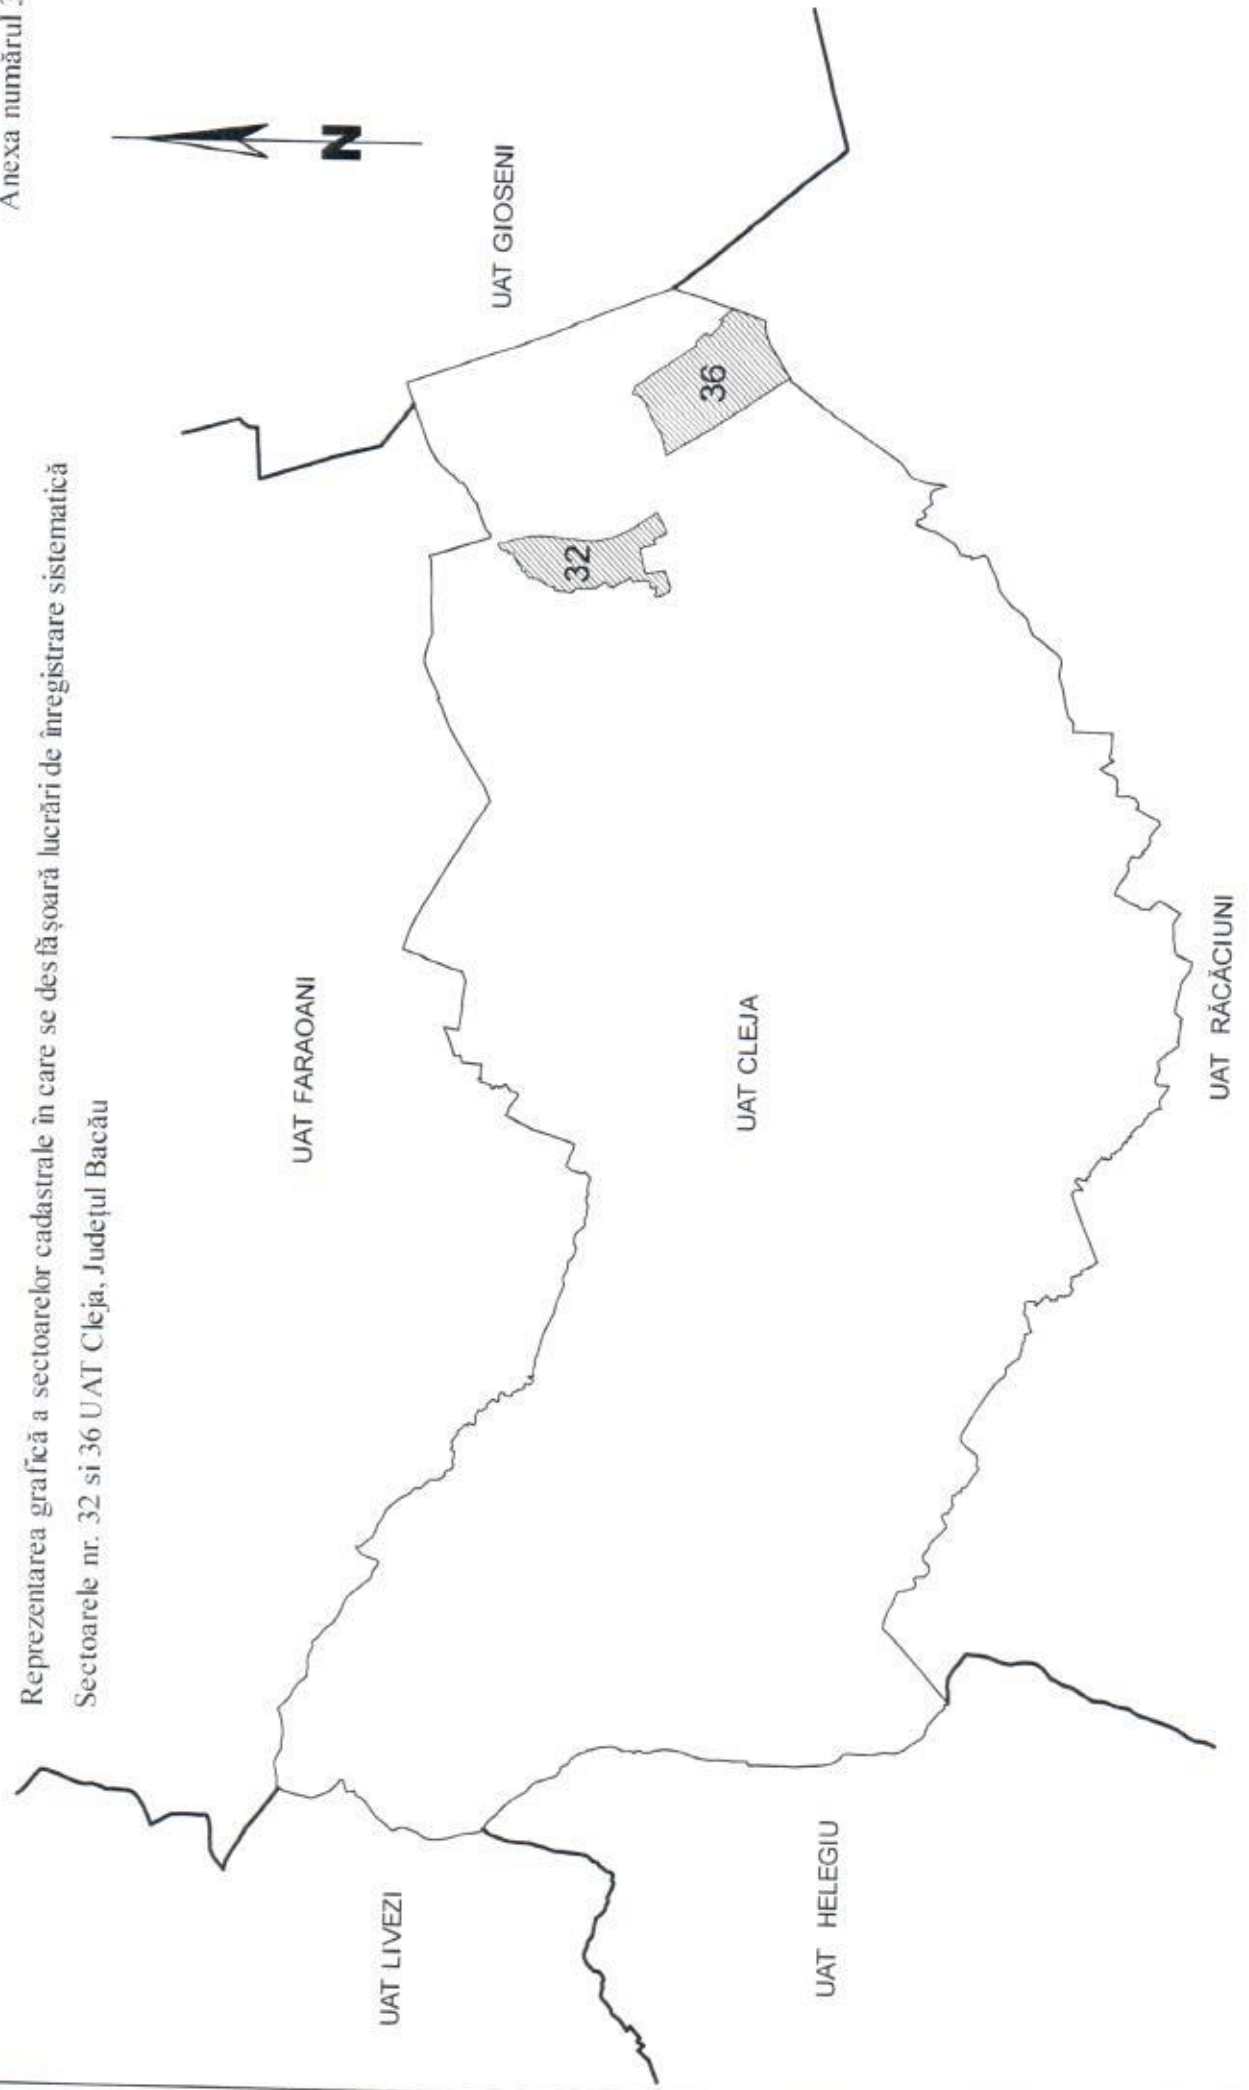 Anexa numărul 3
Reprezentarea grafică a sectoarelor cadastrale în care se desfășoară lucrări de înregistrare sistematică
Sectoarele nr. 32 si 36 UAT Cleja, Județul Bacău
N
UAT GIOSENI
UAT FARAOANI
UAT LIVEZI
32
36
UAT CLEJA
UAT HELEGIU
UAT RĂCĂCIUNI